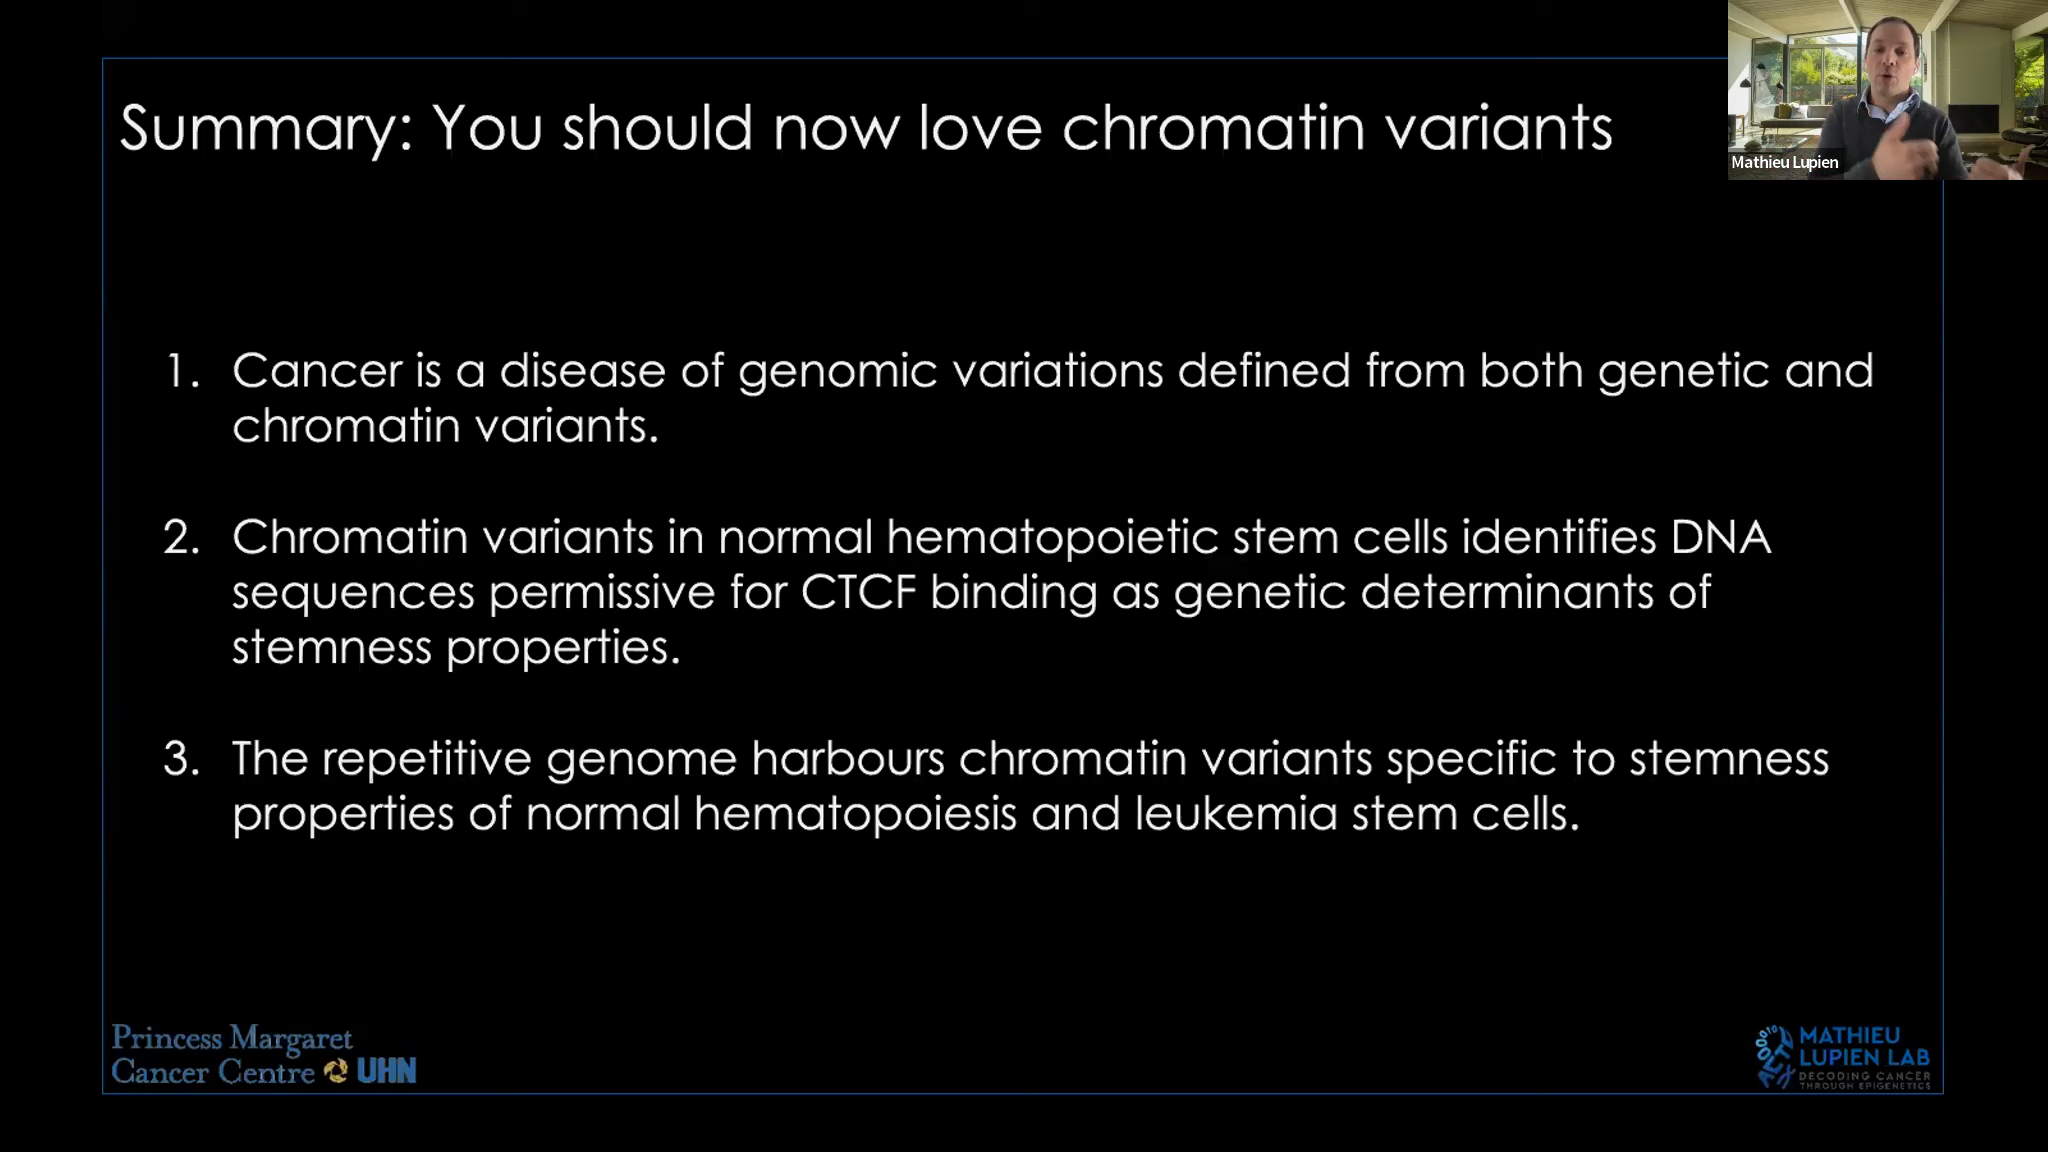 Summary: You should now love chromatin variants
Mathieu Lupien
1. Cancer is a disease of genomic variations defined from both genetic and
chromatin variants.
2. Chromatin variants in normal hematopoietic stem cells identifies DNA
sequences permissive for CTCF binding as genetic determinants of
stemness properties.
3. The repetitive genome harbours chromatin variants specific to stemness
properties of normal hematopoiesis and leukemia stem cells.
Princess Margaret
Cancer Centre UHN
MATHIEU
LUPIEN LAB
DECODING CANCER
THROUGH EPIGENETICS